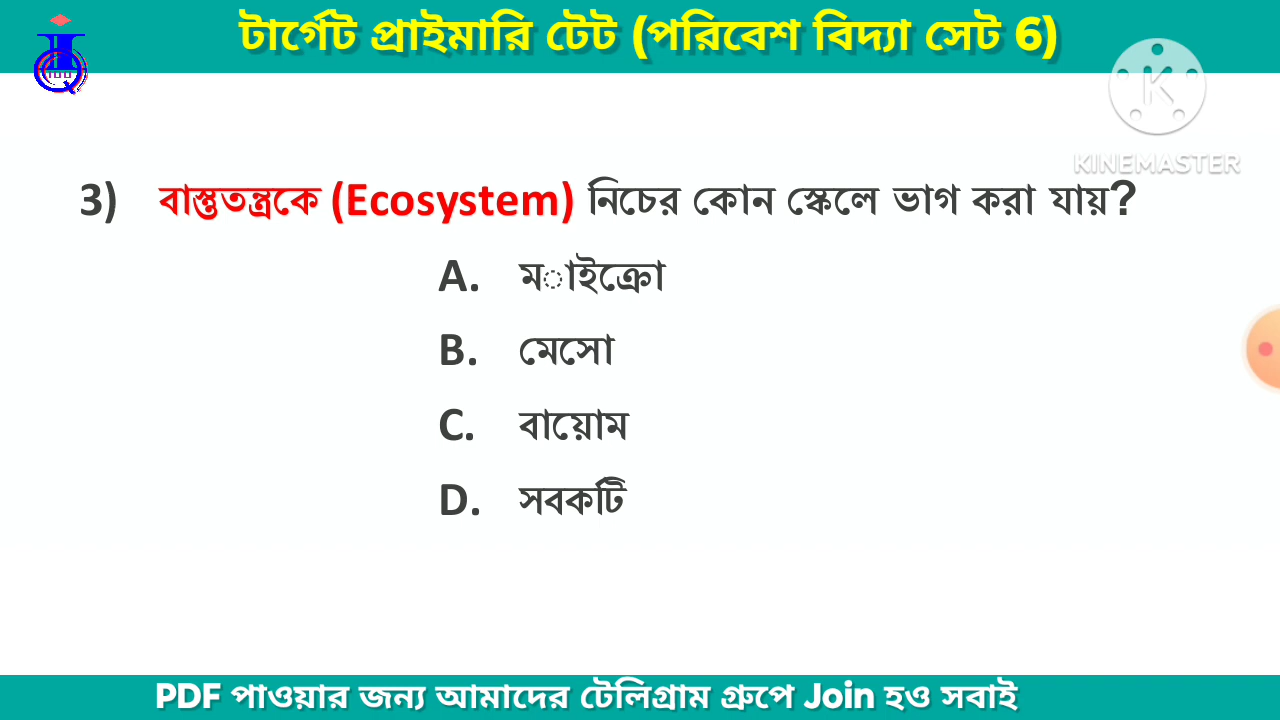 টার্গেট প্রাইমারি টেট (পরিবেশ বিদ্যা সেট 6)
KINEMASTER
3) বাস্তুতন্ত্রকে (Ecosystem) নিচের কোন স্কেলে ভাগ করা যায়?
A. ম◌াইক্রো
B. মেসো
C. বায়োম
D. সবকটি
PDF পাওয়ার জন্য আমাদের টেলিগ্রাম গ্রুপে Join হও সবাই